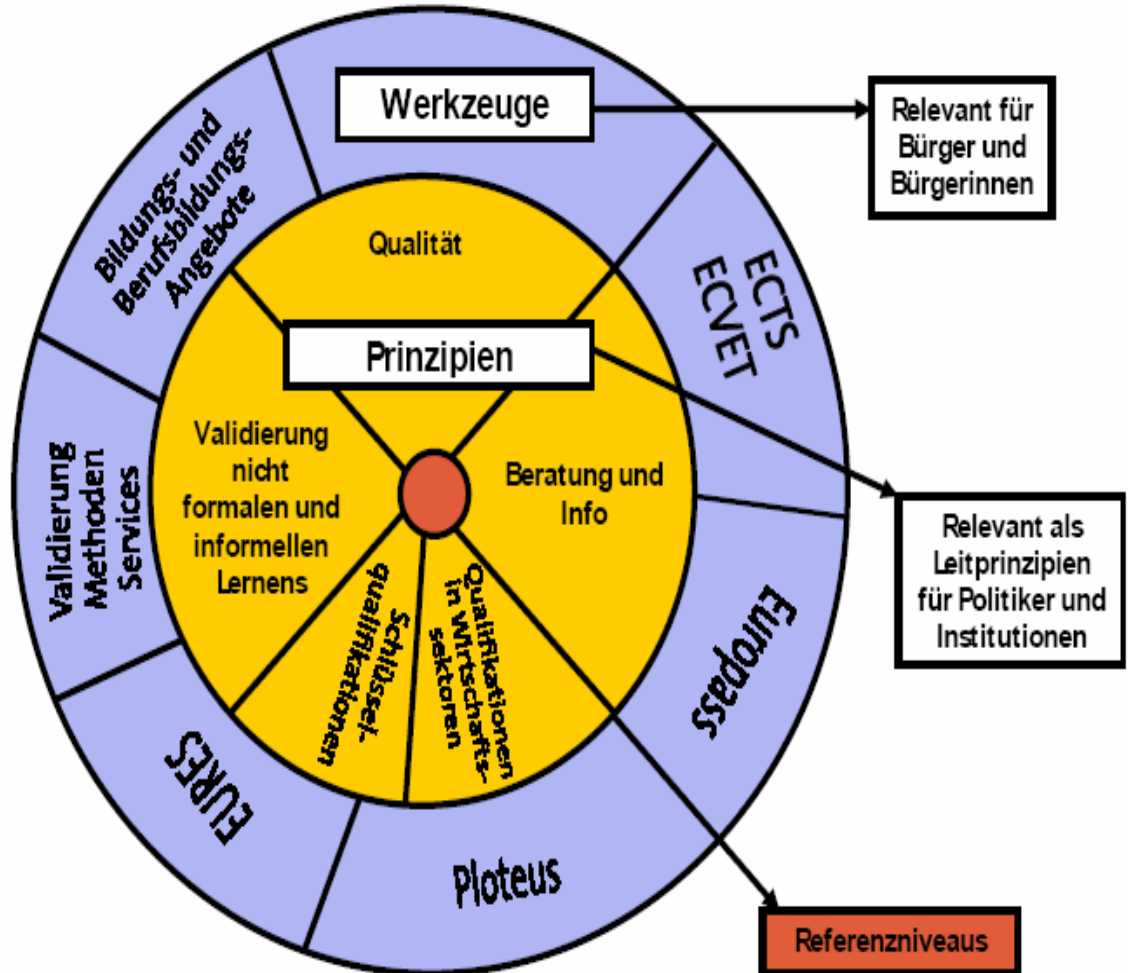 Werkzeuge
Relevant für
Bürger und
Bürgerinnen
Bildungs- und
Berufsbildungs-
Angebote
Qualität
ECTS
ECVET
Prinzipien
Validierung
nicht
formalen und
informellen
Lernens
Beratung und
Info
Validierung
Methoden
Services
Relevant als
Leitprinzipien
für Politiker und
Institutionen
Schlüssel-
qualifikationen
Qualifikationen
in Wirtschafts-
sektoren
Europass
EURES
Ploteus
Referenzniveaus